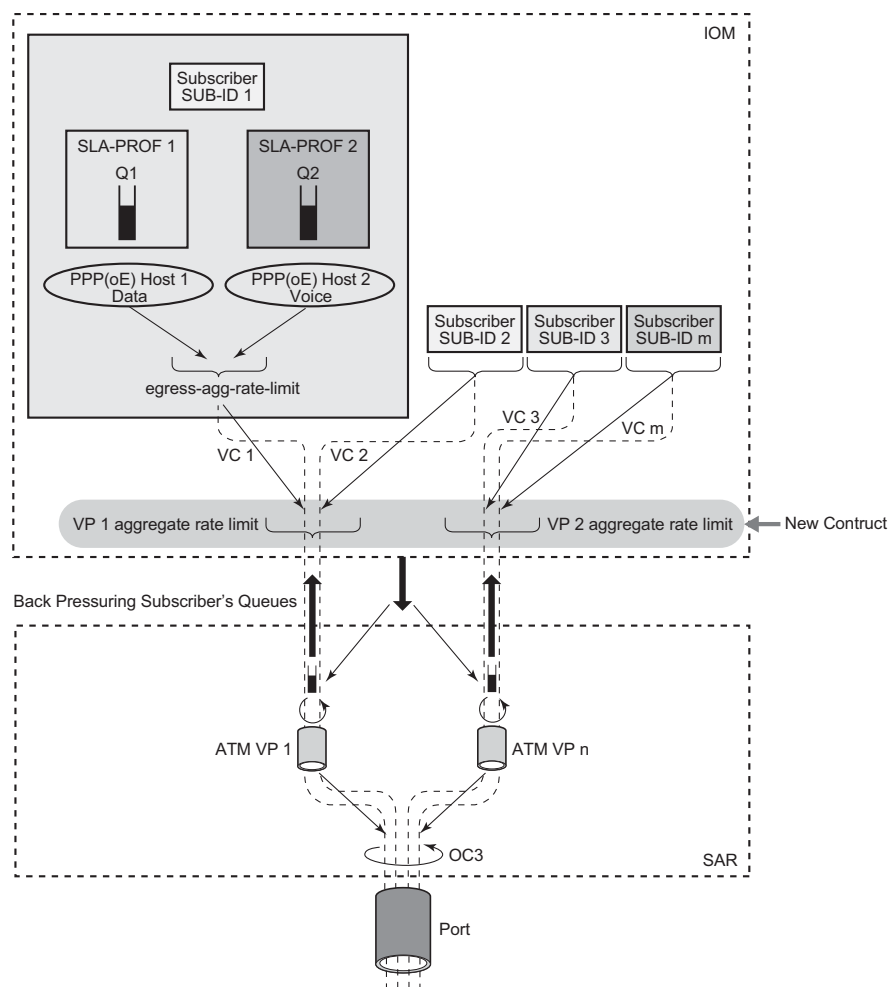 IOM
Subscriber
SUB-ID 1
SLA-PROF 1
SLA-PROF 2
Q1
Q2
PPP(oE) Host 1
Data
PPP(oE) Host 2
Voice
Subscriber
SUB-ID 2
Subscriber
SUB-ID 3
Subscriber
SUB-ID m
egress-agg-rate-limit
VC 1
VC 2
VC 3
VC m
VP 1 aggregate rate limit
VP 2 aggregate rate limit
New Contruct
Back Pressuring Subscriber's Queues
ATM VP 1
ATM VP n
OC3
SAR
Port